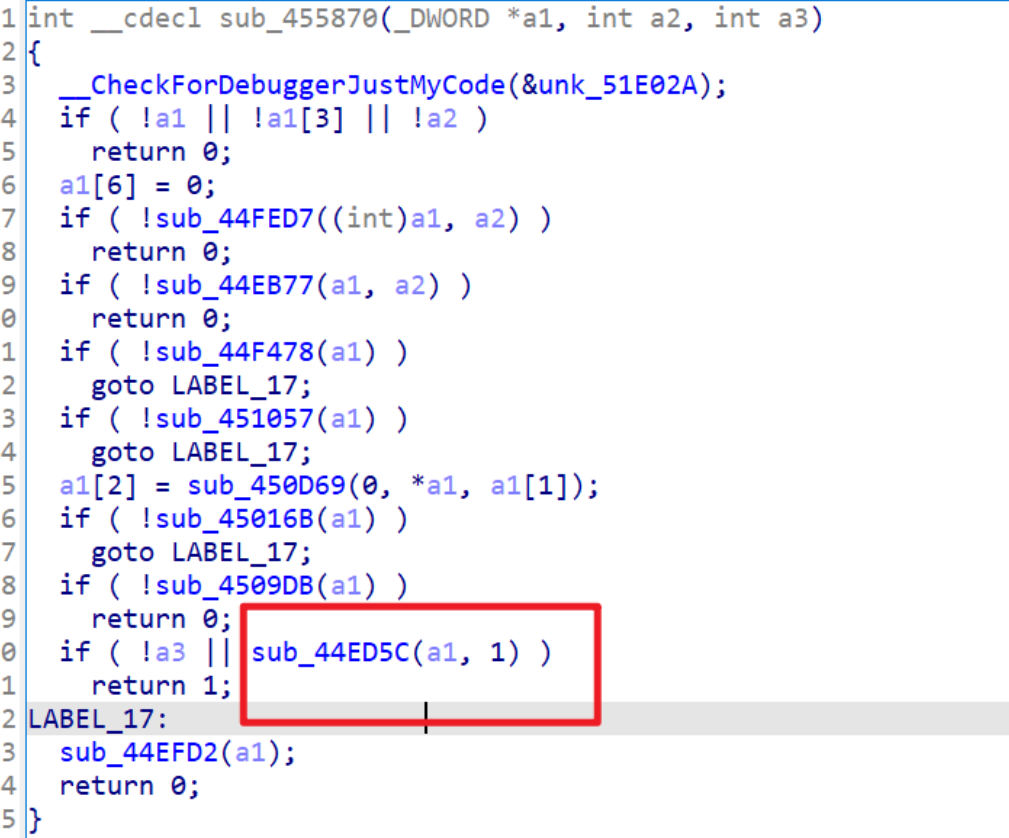 1 int __cdecl sub_455870(_DWORD *a1, int a2, int a3)
2 {
3   __CheckForDebuggerJustMyCode(&unk_51E02A);
4   if ( !a1 || !a1[3] || !a2 )
5     return 0;
6   a1[6] = 0;
7   if ( !sub_44FED7((int)a1, a2) )
8     return 0;
9   if ( !sub_44EB77(a1, a2) )
0     return 0;
1   if ( !sub_44F478(a1) )
2     goto LABEL_17;
3   if ( !sub_451057(a1) )
4     goto LABEL_17;
5   a1[2] = sub_450D69(0, *a1, a1[1]);
6   if ( !sub_45016B(a1) )
7     goto LABEL_17;
8   if ( !sub_4509DB(a1) )
9     return 0;
0   if ( !a3 || sub_44ED5C(a1, 1) )
1     return 1;
2 LABEL_17:
3   sub_44EFD2(a1);
4   return 0;
5 }